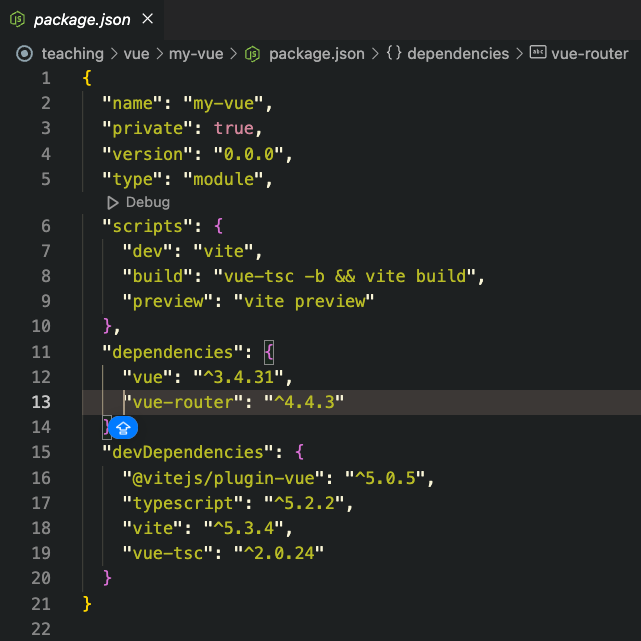 package.json
teaching > vue > my-vue > package.json > {} dependencies > abc vue-router
1 {
2 "name": "my-vue",
3 "private": true,
4 "version": "0.0.0",
5 "type": "module",
Debug
6 "scripts": {
7 "dev": "vite",
8 "build": "vue-tsc -b && vite build",
9 "preview": "vite preview"
10 },
11 "dependencies": {
12 "vue": "^3.4.31",
13 "vue-router": "^4.4.3"
14 }
15 "devDependencies": {
16 "@vitejs/plugin-vue": "^5.0.5",
17 "typescript": "^5.2.2",
18 "vite": "^5.3.4",
19 "vue-tsc": "^2.0.24"
20 }
21 }
22